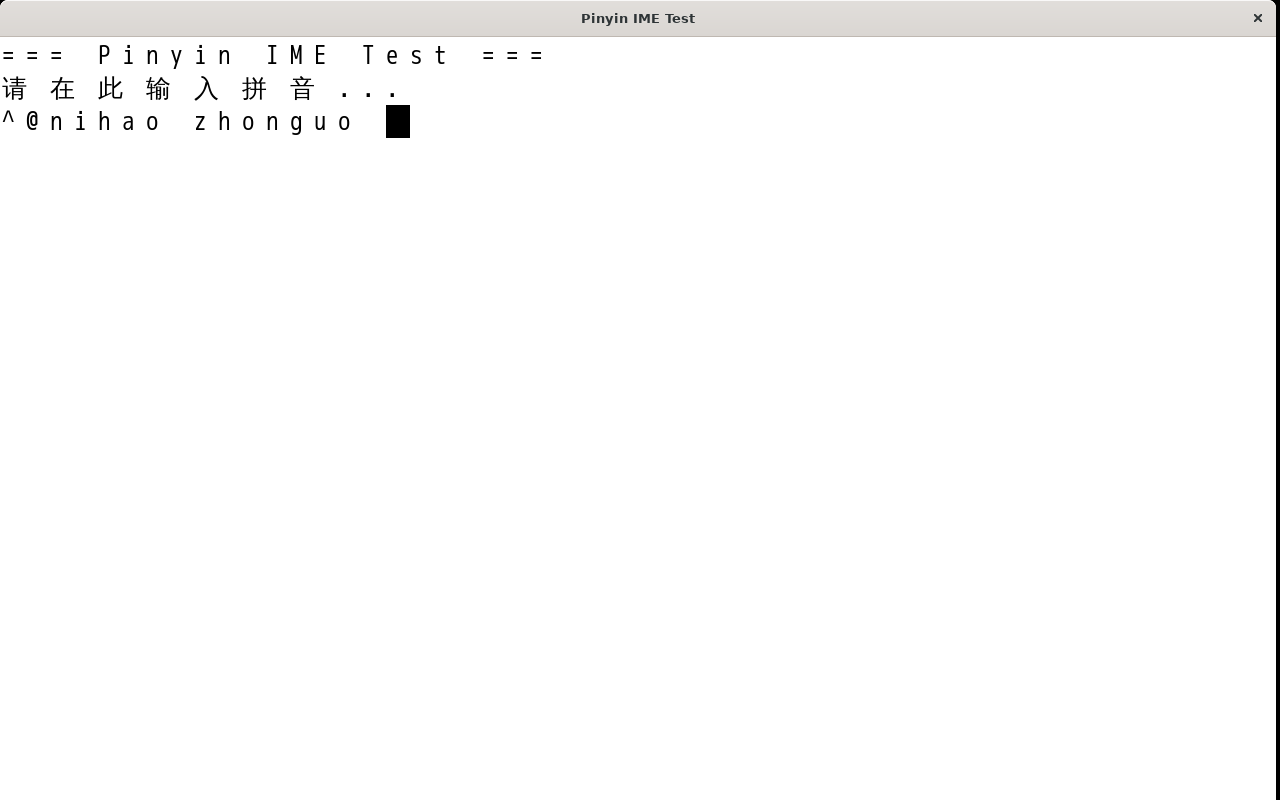 Pinyin IME Test
=== Pinyin IME Test ===
请在此输入拼音...
^@nihao zhonguo